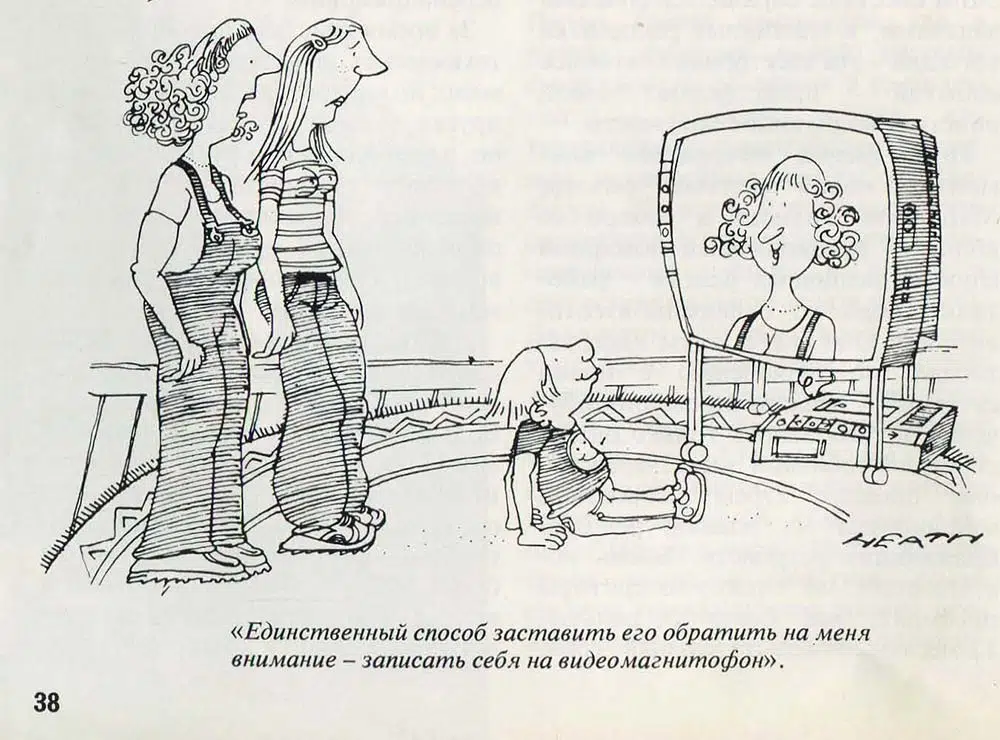 HEATH
«Единственный способ заставить его обратить на меня
внимание – записать себя на видеомагнитофон».
38